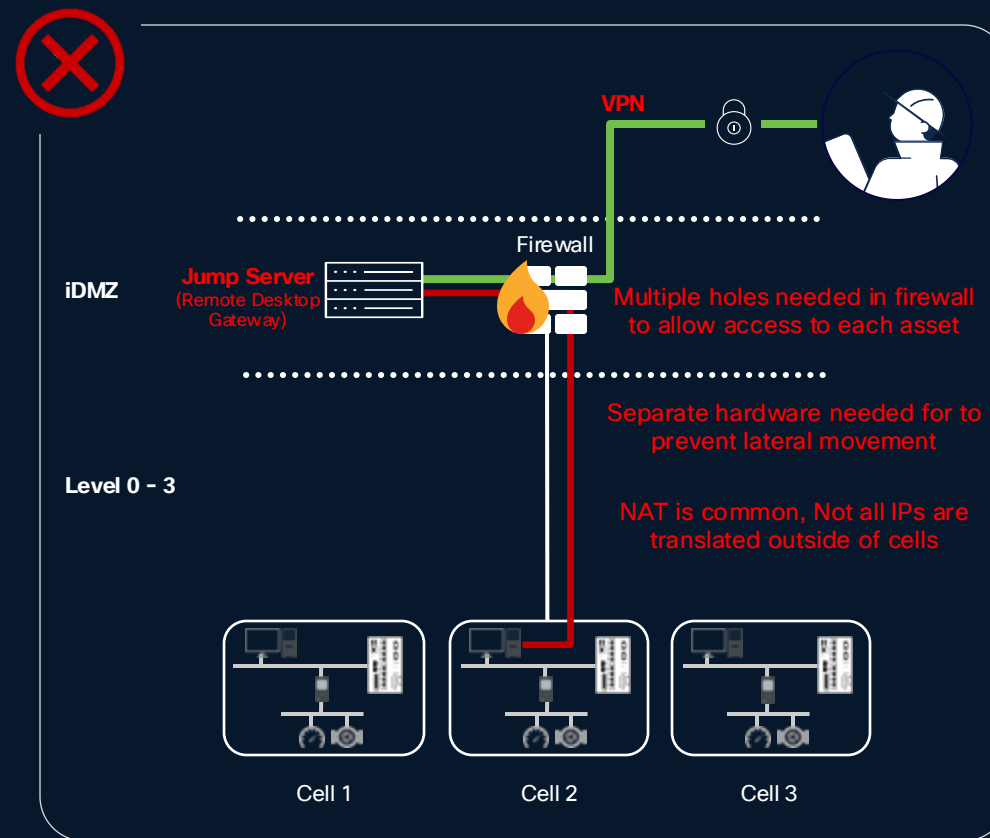 VPN
Firewall
iDMZ
Jump Server
(Remote Desktop
Gateway)
Multiple holes needed in firewall
to allow access to each asset
Separate hardware needed for to
prevent lateral movement
Level 0 - 3
NAT is common, Not all IPs are
translated outside of cells
Cell 1
Cell 2
Cell 3